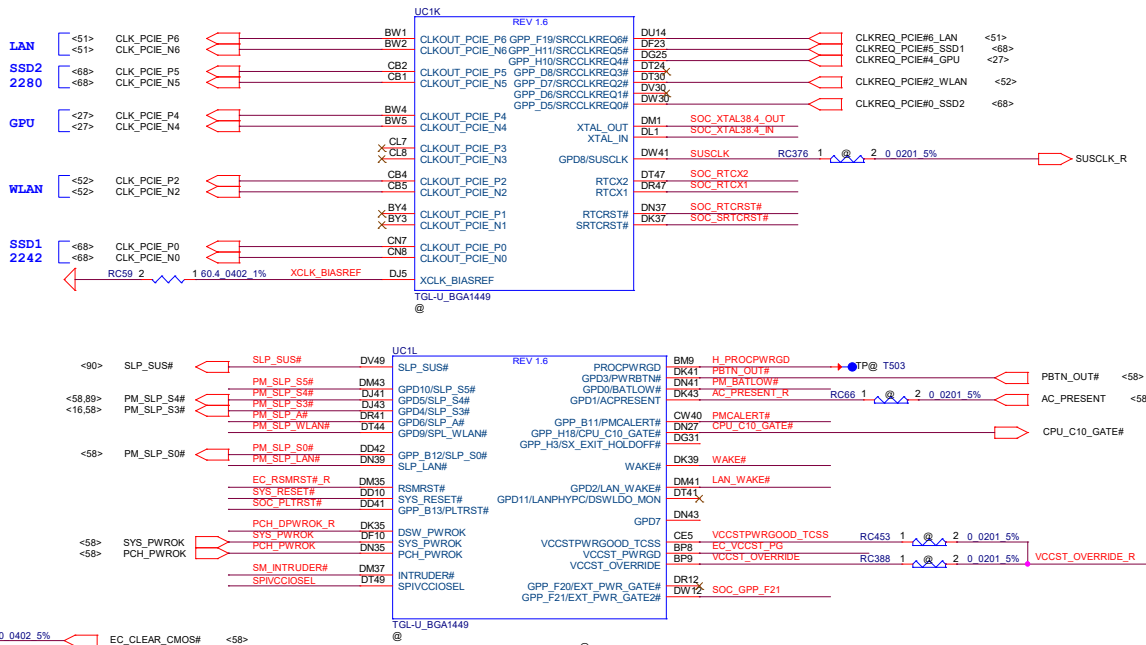 UC1K
REV 1.6
LAN <51> CLK_PCIE_P6 BW1 CLKOUT_PCIE_P6 GPP_F19/SRCCLKREQ6# DU14 CLKREQ_PCIE#6_LAN <51>
<51> CLK_PCIE_N6 BW2 CLKOUT_PCIE_N6 GPP_H11/SRCCLKREQ5# DF23 CLKREQ_PCIE#5_SSD1 <68>
GPP_H10/SRCCLKREQ4# DG25 CLKREQ_PCIE#4_GPU <27>
SSD2 <68> CLK_PCIE_P5 CB2 CLKOUT_PCIE_P5 GPP_D8/SRCCLKREQ3# DT24
2280 <68> CLK_PCIE_N5 CB1 CLKOUT_PCIE_N5 GPP_D7/SRCCLKREQ2# DT30 CLKREQ_PCIE#2_WLAN <52>
GPP_D6/SRCCLKREQ1# DV30
GPP_D5/SRCCLKREQ0# DW30 CLKREQ_PCIE#0_SSD2 <68>
GPU <27> CLK_PCIE_P4 BW4 CLKOUT_PCIE_P4
<27> CLK_PCIE_N4 BW5 CLKOUT_PCIE_N4 XTAL_OUT DM1 SOC_XTAL38.4_OUT
XTAL_IN DL1 SOC_XTAL38.4_IN
CL7 CLKOUT_PCIE_P3
CL8 CLKOUT_PCIE_N3 GPD8/SUSCLK DW41 SUSCLK RC376 1 @ 2 0_0201_5% SUSCLK_R
WLAN <52> CLK_PCIE_P2 CB4 CLKOUT_PCIE_P2 RTCX2 DT47 SOC_RTCX2
<52> CLK_PCIE_N2 CB5 CLKOUT_PCIE_N2 RTCX1 DR47 SOC_RTCX1
BY4 CLKOUT_PCIE_P1 RTCRST# DN37 SOC_RTCRST#
BY3 CLKOUT_PCIE_N1 SRTCRST# DK37 SOC_SRTCRST#
SSD1 <68> CLK_PCIE_P0 CN7 CLKOUT_PCIE_P0
2242 <68> CLK_PCIE_N0 CN8 CLKOUT_PCIE_N0
RC59 2 1 60.4_0402_1% XCLK_BIASREF DJ5 XCLK_BIASREF
TGL-U_BGA1449
@
UC1L
REV 1.6
<90> SLP_SUS# SLP_SUS# DV49 SLP_SUS# PROCPWRGD BM9 H_PROCPWRGD TP@ T503
GPD3/PWRBTN# DK41 PBTN_OUT# PBTN_OUT# <58>
PM_SLP_S5# DM43 GPD10/SLP_S5# GPD0/BATLOW# DN41 PM_BATLOW#
<58,89> PM_SLP_S4# PM_SLP_S4# DJ41 GPD5/SLP_S4# GPD1/ACPRESENT DK43 AC_PRESENT_R RC66 1 @ 2 0_0201_5% AC_PRESENT <58
<16,58> PM_SLP_S3# PM_SLP_S3# DJ43 GPD4/SLP_S3#
PM_SLP_A# DR41 GPD6/SLP_A# GPP_B11/PMCALERT# CW40 PMCALERT#
PM_SLP_WLAN# DT44 GPD9/SPL_WLAN# GPP_H18/CPU_C10_GATE# DN27 CPU_C10_GATE# CPU_C10_GATE#
GPP_H3/SX_EXIT_HOLDOFF# DG31
<58> PM_SLP_S0# PM_SLP_S0# DD42 GPP_B12/SLP_S0#
PM_SLP_LAN# DN39 SLP_LAN# WAKE# DK39 WAKE#
EC_RSMRST#_R DM35 RSMRST# GPD2/LAN_WAKE# DM41 LAN_WAKE#
SYS_RESET# DD10 SYS_RESET# GPD11/LANPHYPC/DSWLDO_MON DT41
SOC_PLTRST# DD41 GPP_B13/PLTRST#
GPD7 DN43
PCH_DPWROK_R DK35 DSW_PWROK
<58> SYS_PWROK SYS_PWROK DF10 SYS_PWROK VCCSTPWRGOOD_TCSS CE5 VCCSTPWRGOOD_TCSS RC453 1 @ 2 0_0201_5%
<58> PCH_PWROK PCH_PWROK DN35 PCH_PWROK VCCST_PWRGD BP8 EC_VCCST_PG
VCCST_OVERRIDE BP9 VCCST_OVERRIDE RC388 1 @ 2 0_0201_5% VCCST_OVERRIDE_R
SM_INTRUDER# DM37 INTRUDER#
SPIVCCIOSEL DT49 SPIVCCIOSEL GPP_F20/EXT_PWR_GATE# DR12
GPP_F21/EXT_PWR_GATE2# DW12 SOC_GPP_F21
TGL-U_BGA1449
@
0_0402_5% EC_CLEAR_CMOS# <58>